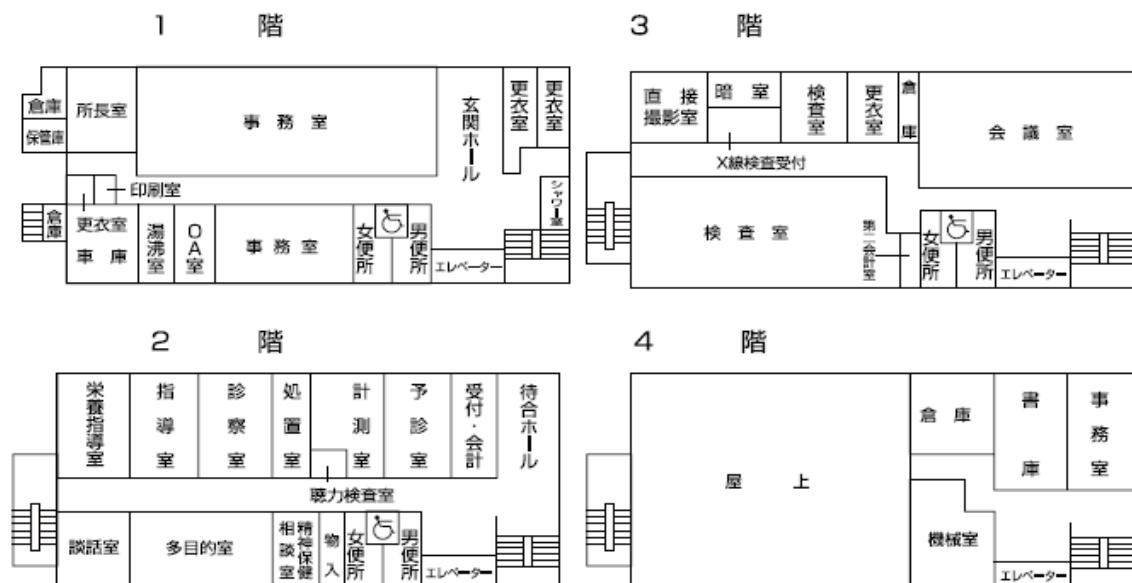 1 階
倉庫
保管庫
所長室
事務室
玄関ホール
更衣室
更衣室
印刷室
シャワー室
倉庫
更衣室
車庫
湯沸室
OA室
事務室
女便所
男便所
エレベーター
2 階
栄養指導室
指導室
診察室
処置室
計測室
予診室
受付・会計
待合ホール
聴力検査室
談話室
多目的室
精神保健
相談室
物入
女便所
男便所
エレベーター
3 階
直接
撮影室
暗室
検査室
更衣室
倉庫
会議室
X線検査受付
検査室
第二会計室
女便所
男便所
エレベーター
4 階
屋上
倉庫
書庫
事務室
機械室
エレベーター